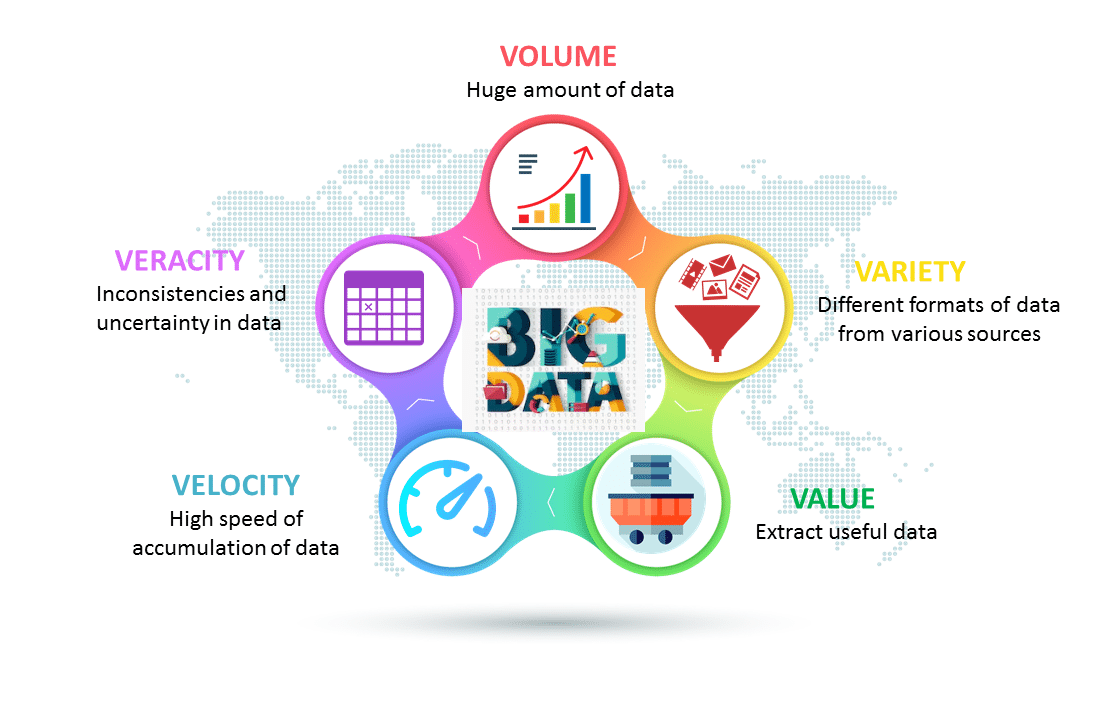 VOLUME
Huge amount of data
VERACITY
Inconsistencies and
uncertainty in data
VARIETY
Different formats of data
from various sources
BIG
DATA
VELOCITY
High speed of
accumulation of data
VALUE
Extract useful data